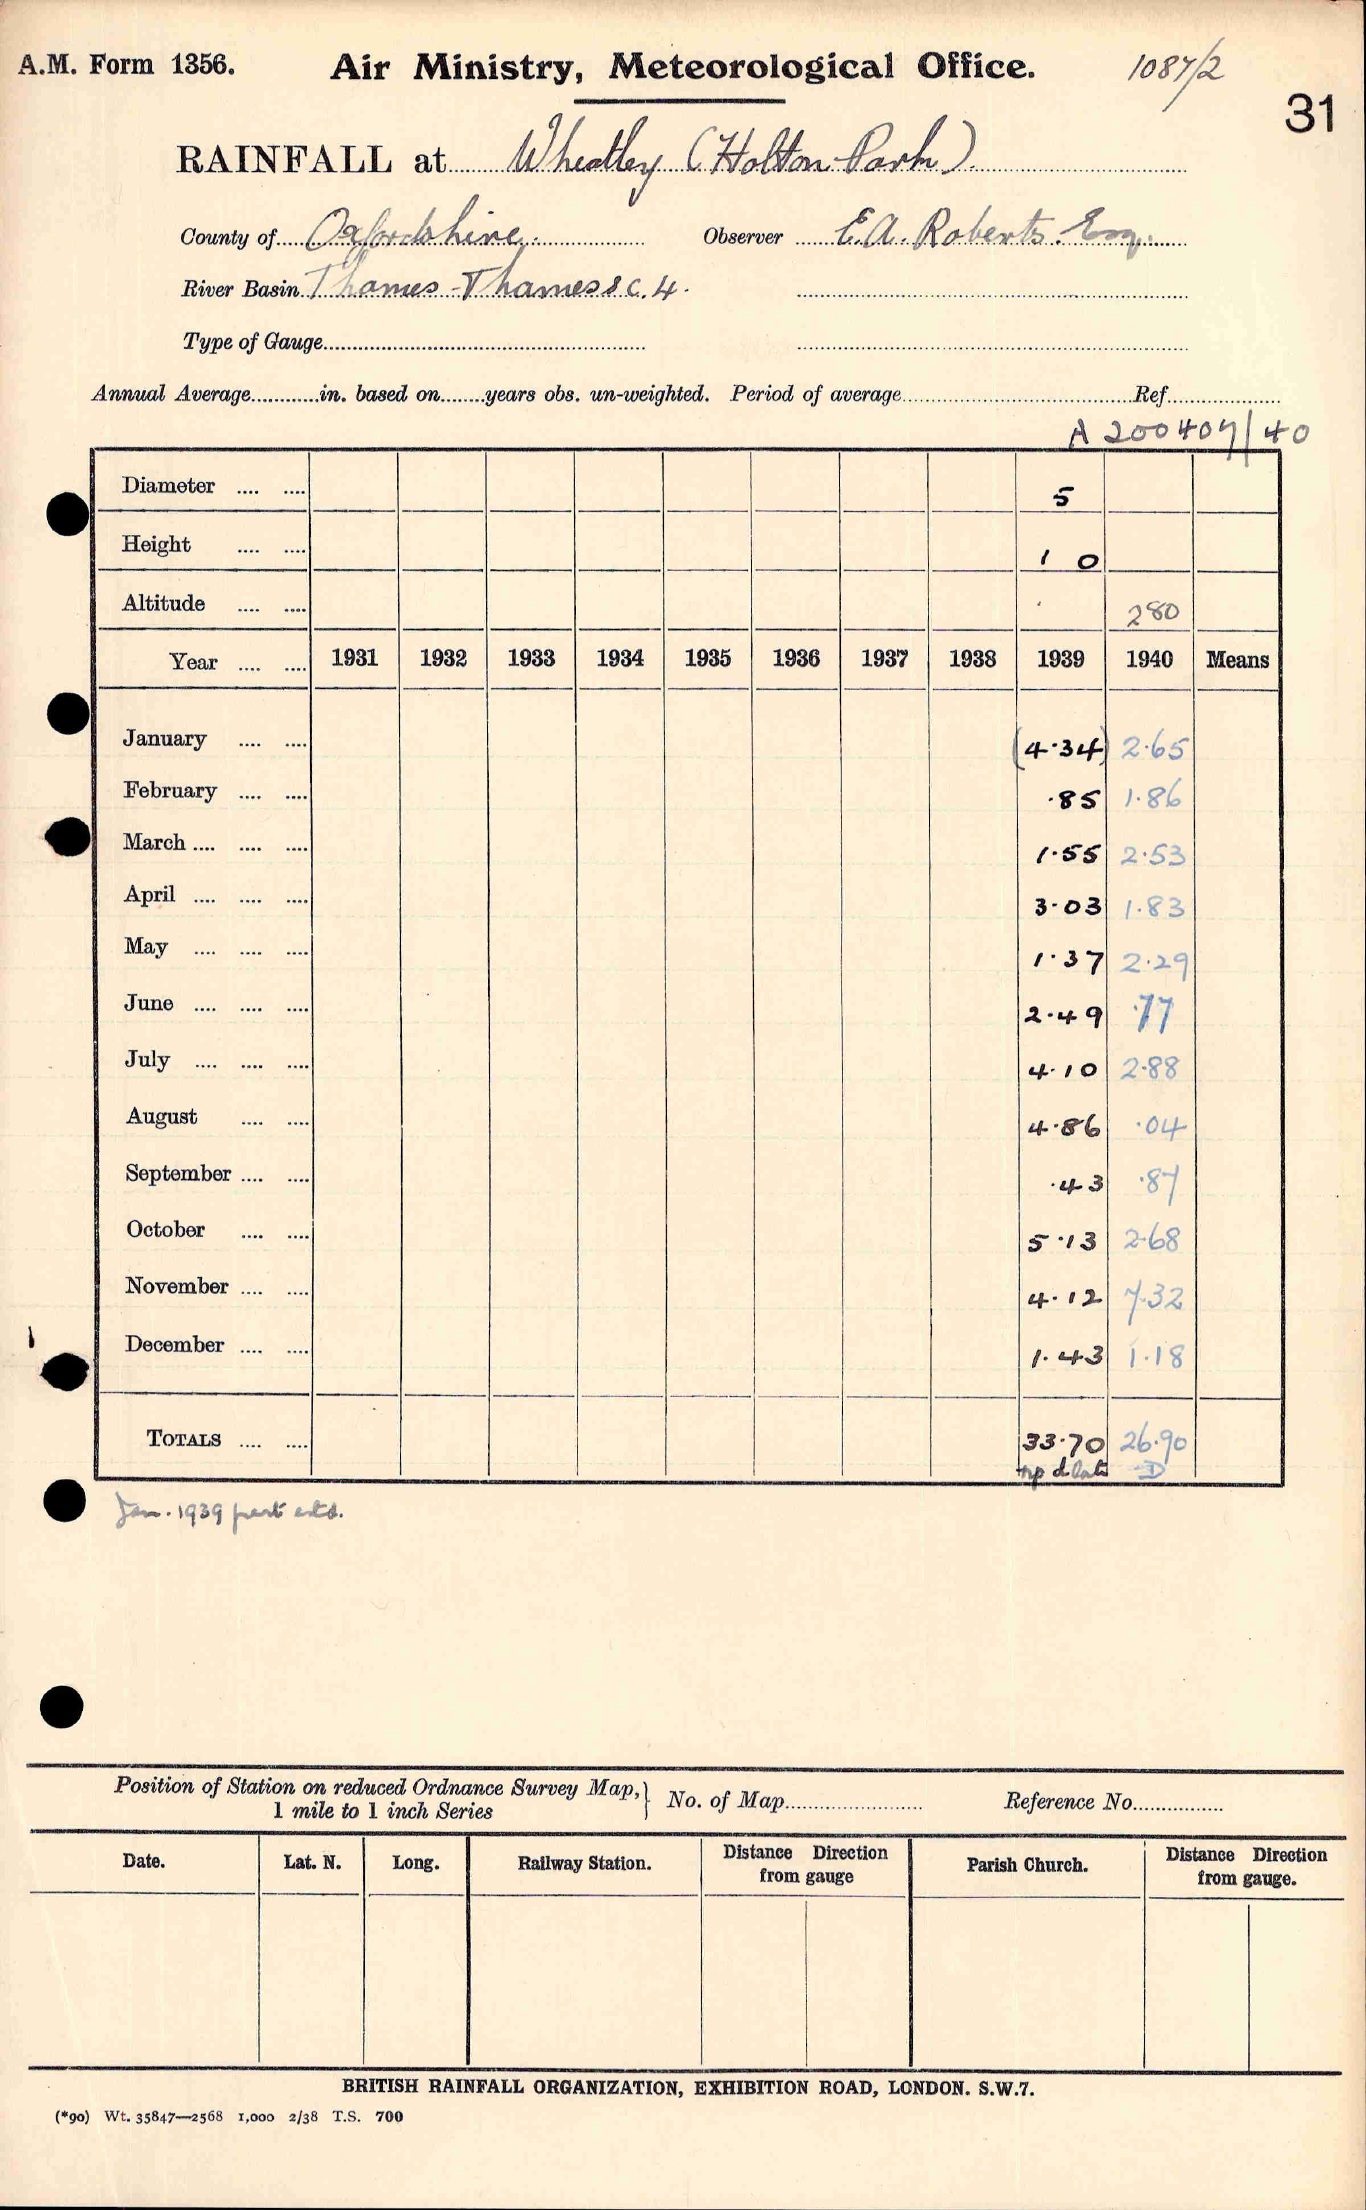 A.M. Form 1356. Air Ministry, Meteorological Office. 1087/2
31
RAINFALL at Wheatley (Holton Park)
County of Oxfordshire. Observer E.A. Roberts. Esq.
River Basin Thames - Thames & C. 4.
Type of Gauge
Annual Average in. based on years obs. un-weighted. Period of average Ref
A 200407/40
Diameter .... .... 5
Height .... .... 1 0
Altitude .... .... 280
Year .... .... 1931 1932 1933 1934 1935 1936 1937 1938 1939 1940 Means
January .... .... (4.34) 2.65
February .... .... .85 1.86
March .... .... .... 1.55 2.53
April .... .... .... 3.03 1.83
May .... .... .... 1.37 2.29
June .... .... .... 2.49 .77
July .... .... .... 4.10 2.88
August .... .... 4.86 .04
September .... .... .43 .87
October .... .... 5.13 2.68
November .... .... 4.12 7.32
December .... .... 1.43 1.18
TOTALS .... .... 33.70 26.90
D
Jan. 1939 part estd.
Position of Station on reduced Ordnance Survey Map,
1 mile to 1 inch Series } No. of Map Reference No.
Date. Lat. N. Long. Railway Station. Distance Direction from gauge Parish Church. Distance Direction from gauge.
BRITISH RAINFALL ORGANIZATION, EXHIBITION ROAD, LONDON. S.W.7.
(*90) Wt. 35847—2568 1,000 2/38 T.S. 700